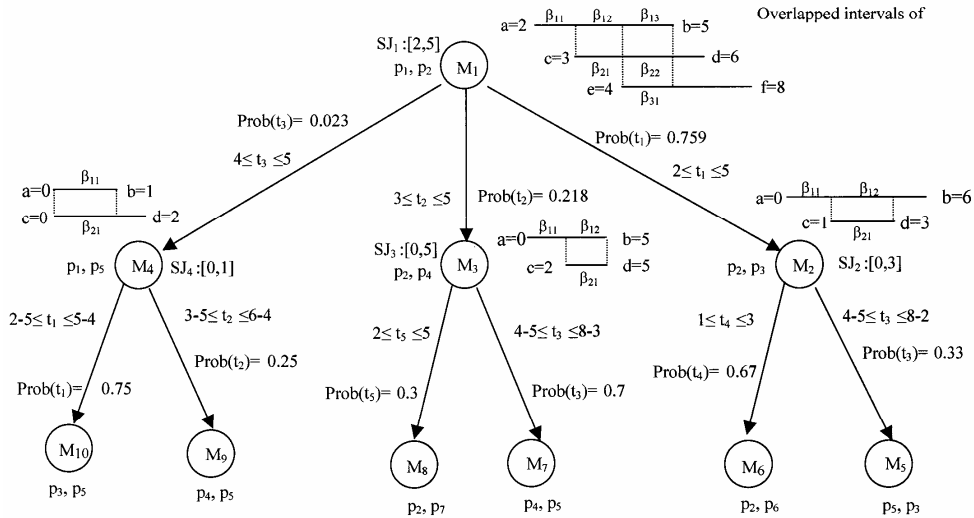 Overlapped intervals of
β₁₁ β₁₂ β₁₃
a=2 b=5
SJ₁ :[2,5]
p₁, p₂ M₁
c=3 d=6
β₂₁ β₂₂
e=4 f=8
β₃₁
Prob(t₃)= 0.023
4≤ t₃ ≤5
3≤ t₂ ≤5
Prob(t₂)= 0.218
Prob(t₁)= 0.759
2≤ t₁ ≤5
β₁₁
a=0 b=1
c=0 d=2
β₂₁
β₁₁ β₁₂
a=0 b=5
c=2 d=5
β₂₁
β₁₁ β₁₂
a=0 b=6
c=1 d=3
β₂₁
p₁, p₅ M₄ SJ₄ :[0,1]
SJ₃ :[0,5]
p₂, p₄ M₃
p₂, p₃ M₂ SJ₂ :[0,3]
2-5≤ t₁ ≤5-4
3-5≤ t₂ ≤6-4
2≤ t₅ ≤5
4-5≤ t₃ ≤8-3
1≤ t₄ ≤3
4-5≤ t₃ ≤8-2
Prob(t₁)= 0.75
Prob(t₂)= 0.25
Prob(t₅)= 0.3
Prob(t₃)= 0.7
Prob(t₄)= 0.67
Prob(t₃)= 0.33
M₁₀ M₉ M₈ M₇ M₆ M₅
p₃, p₅ p₄, p₅ p₂, p₇ p₄, p₅ p₂, p₆ p₅, p₃